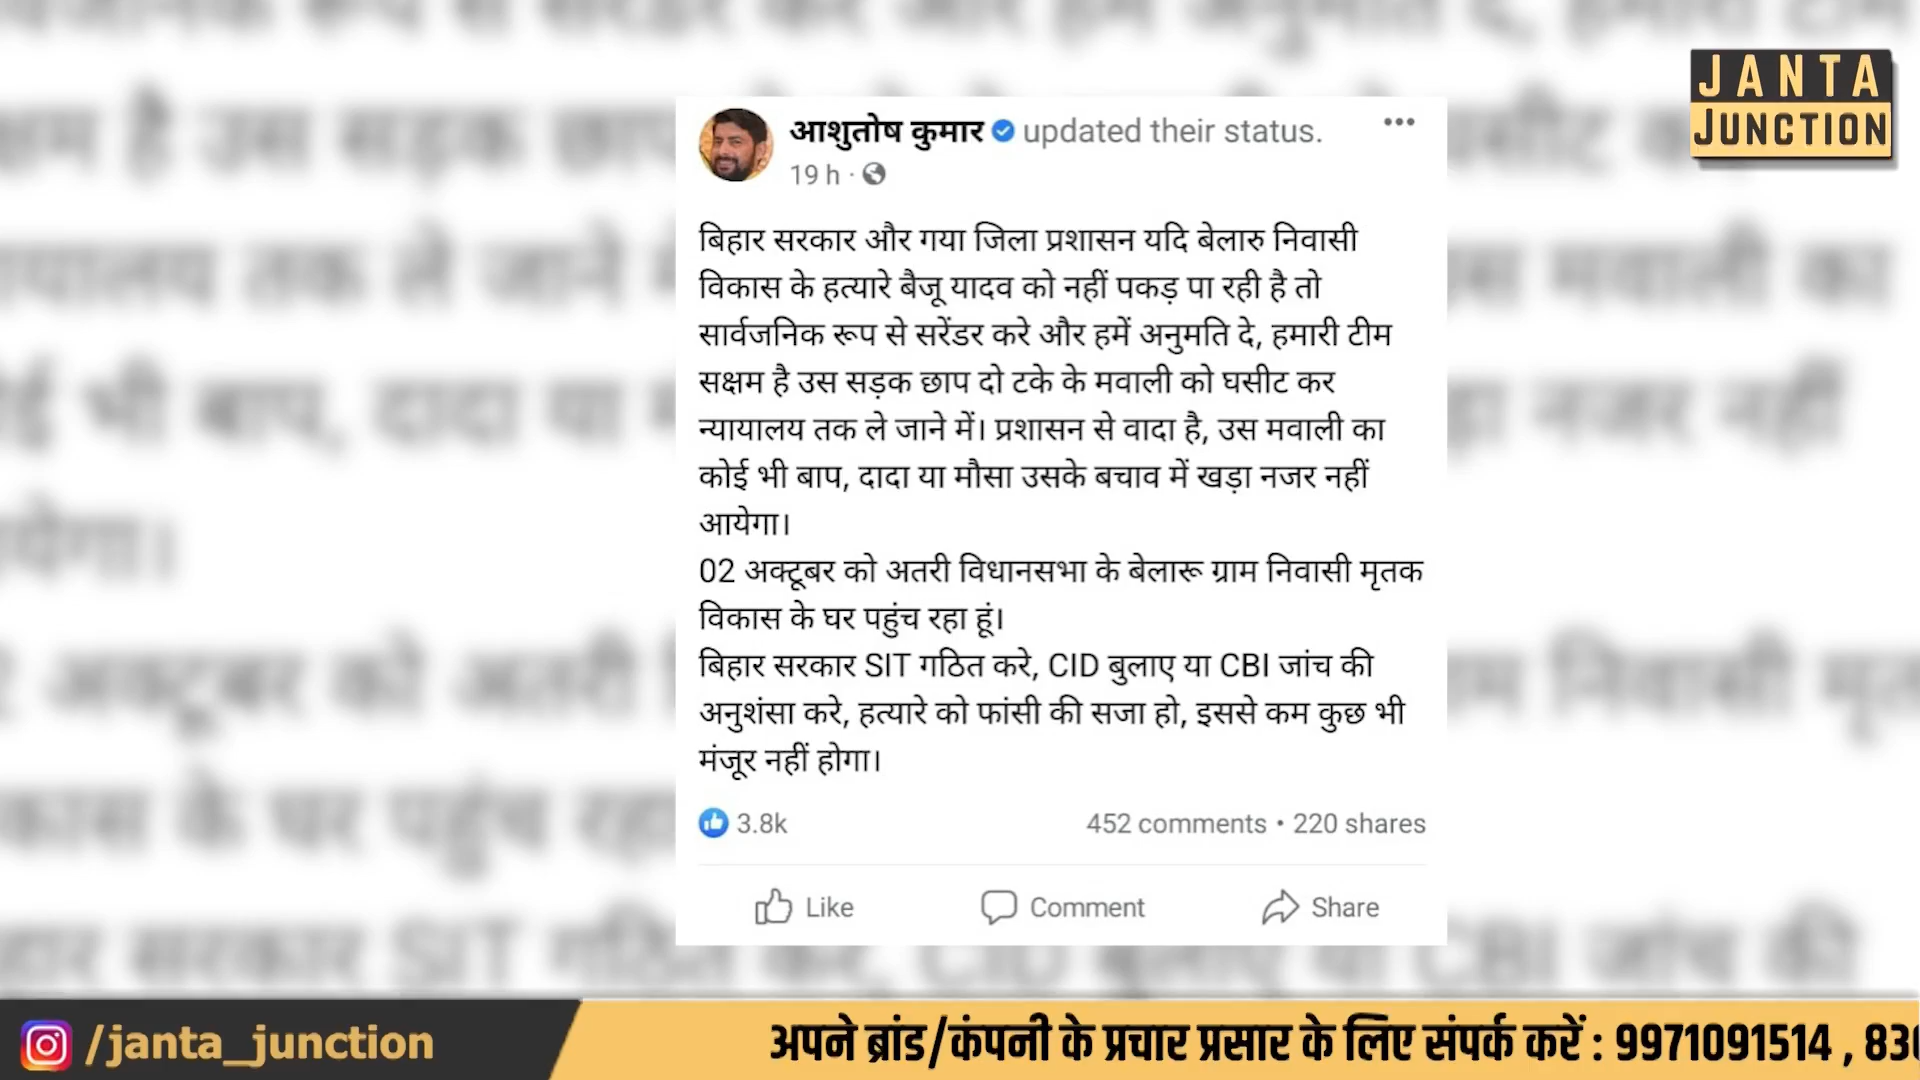 JANTA
JUNCTION
आशुतोष कुमार updated their status.
19 h
बिहार सरकार और गया जिला प्रशासन यदि बेलारु निवासी
विकास के हत्यारे बैजू यादव को नहीं पकड़ पा रही है तो
सार्वजनिक रूप से सरेंडर करे और हमें अनुमति दे, हमारी टीम
सक्षम है उस सड़क छाप दो टके के मवाली को घसीट कर
न्यायालय तक ले जाने में। प्रशासन से वादा है, उस मवाली का
कोई भी बाप, दादा या मौसा उसके बचाव में खड़ा नजर नहीं
आयेगा।
02 अक्टूबर को अतरी विधानसभा के बेलारू ग्राम निवासी मृतक
विकास के घर पहुंच रहा हूं।
बिहार सरकार SIT गठित करे, CID बुलाए या CBI जांच की
अनुशंसा करे, हत्यारे को फांसी की सजा हो, इससे कम कुछ भी
मंजूर नहीं होगा।
3.8k 452 comments • 220 shares
Like Comment Share
/janta_junction अपने ब्रांड/कंपनी के प्रचार प्रसार के लिए संपर्क करें : 9971091514 ,